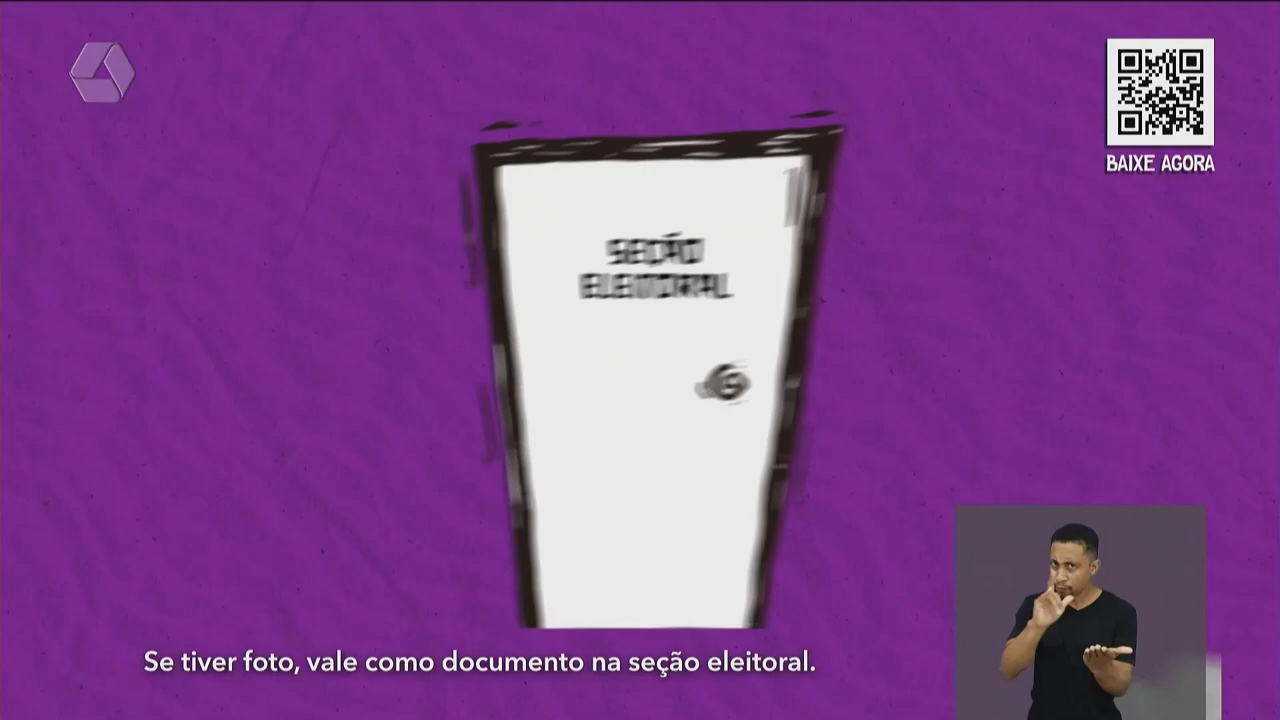 BAIXE AGORA
SEÇÃO
ELEITORAL
Se tiver foto, vale como documento na seção eleitoral.